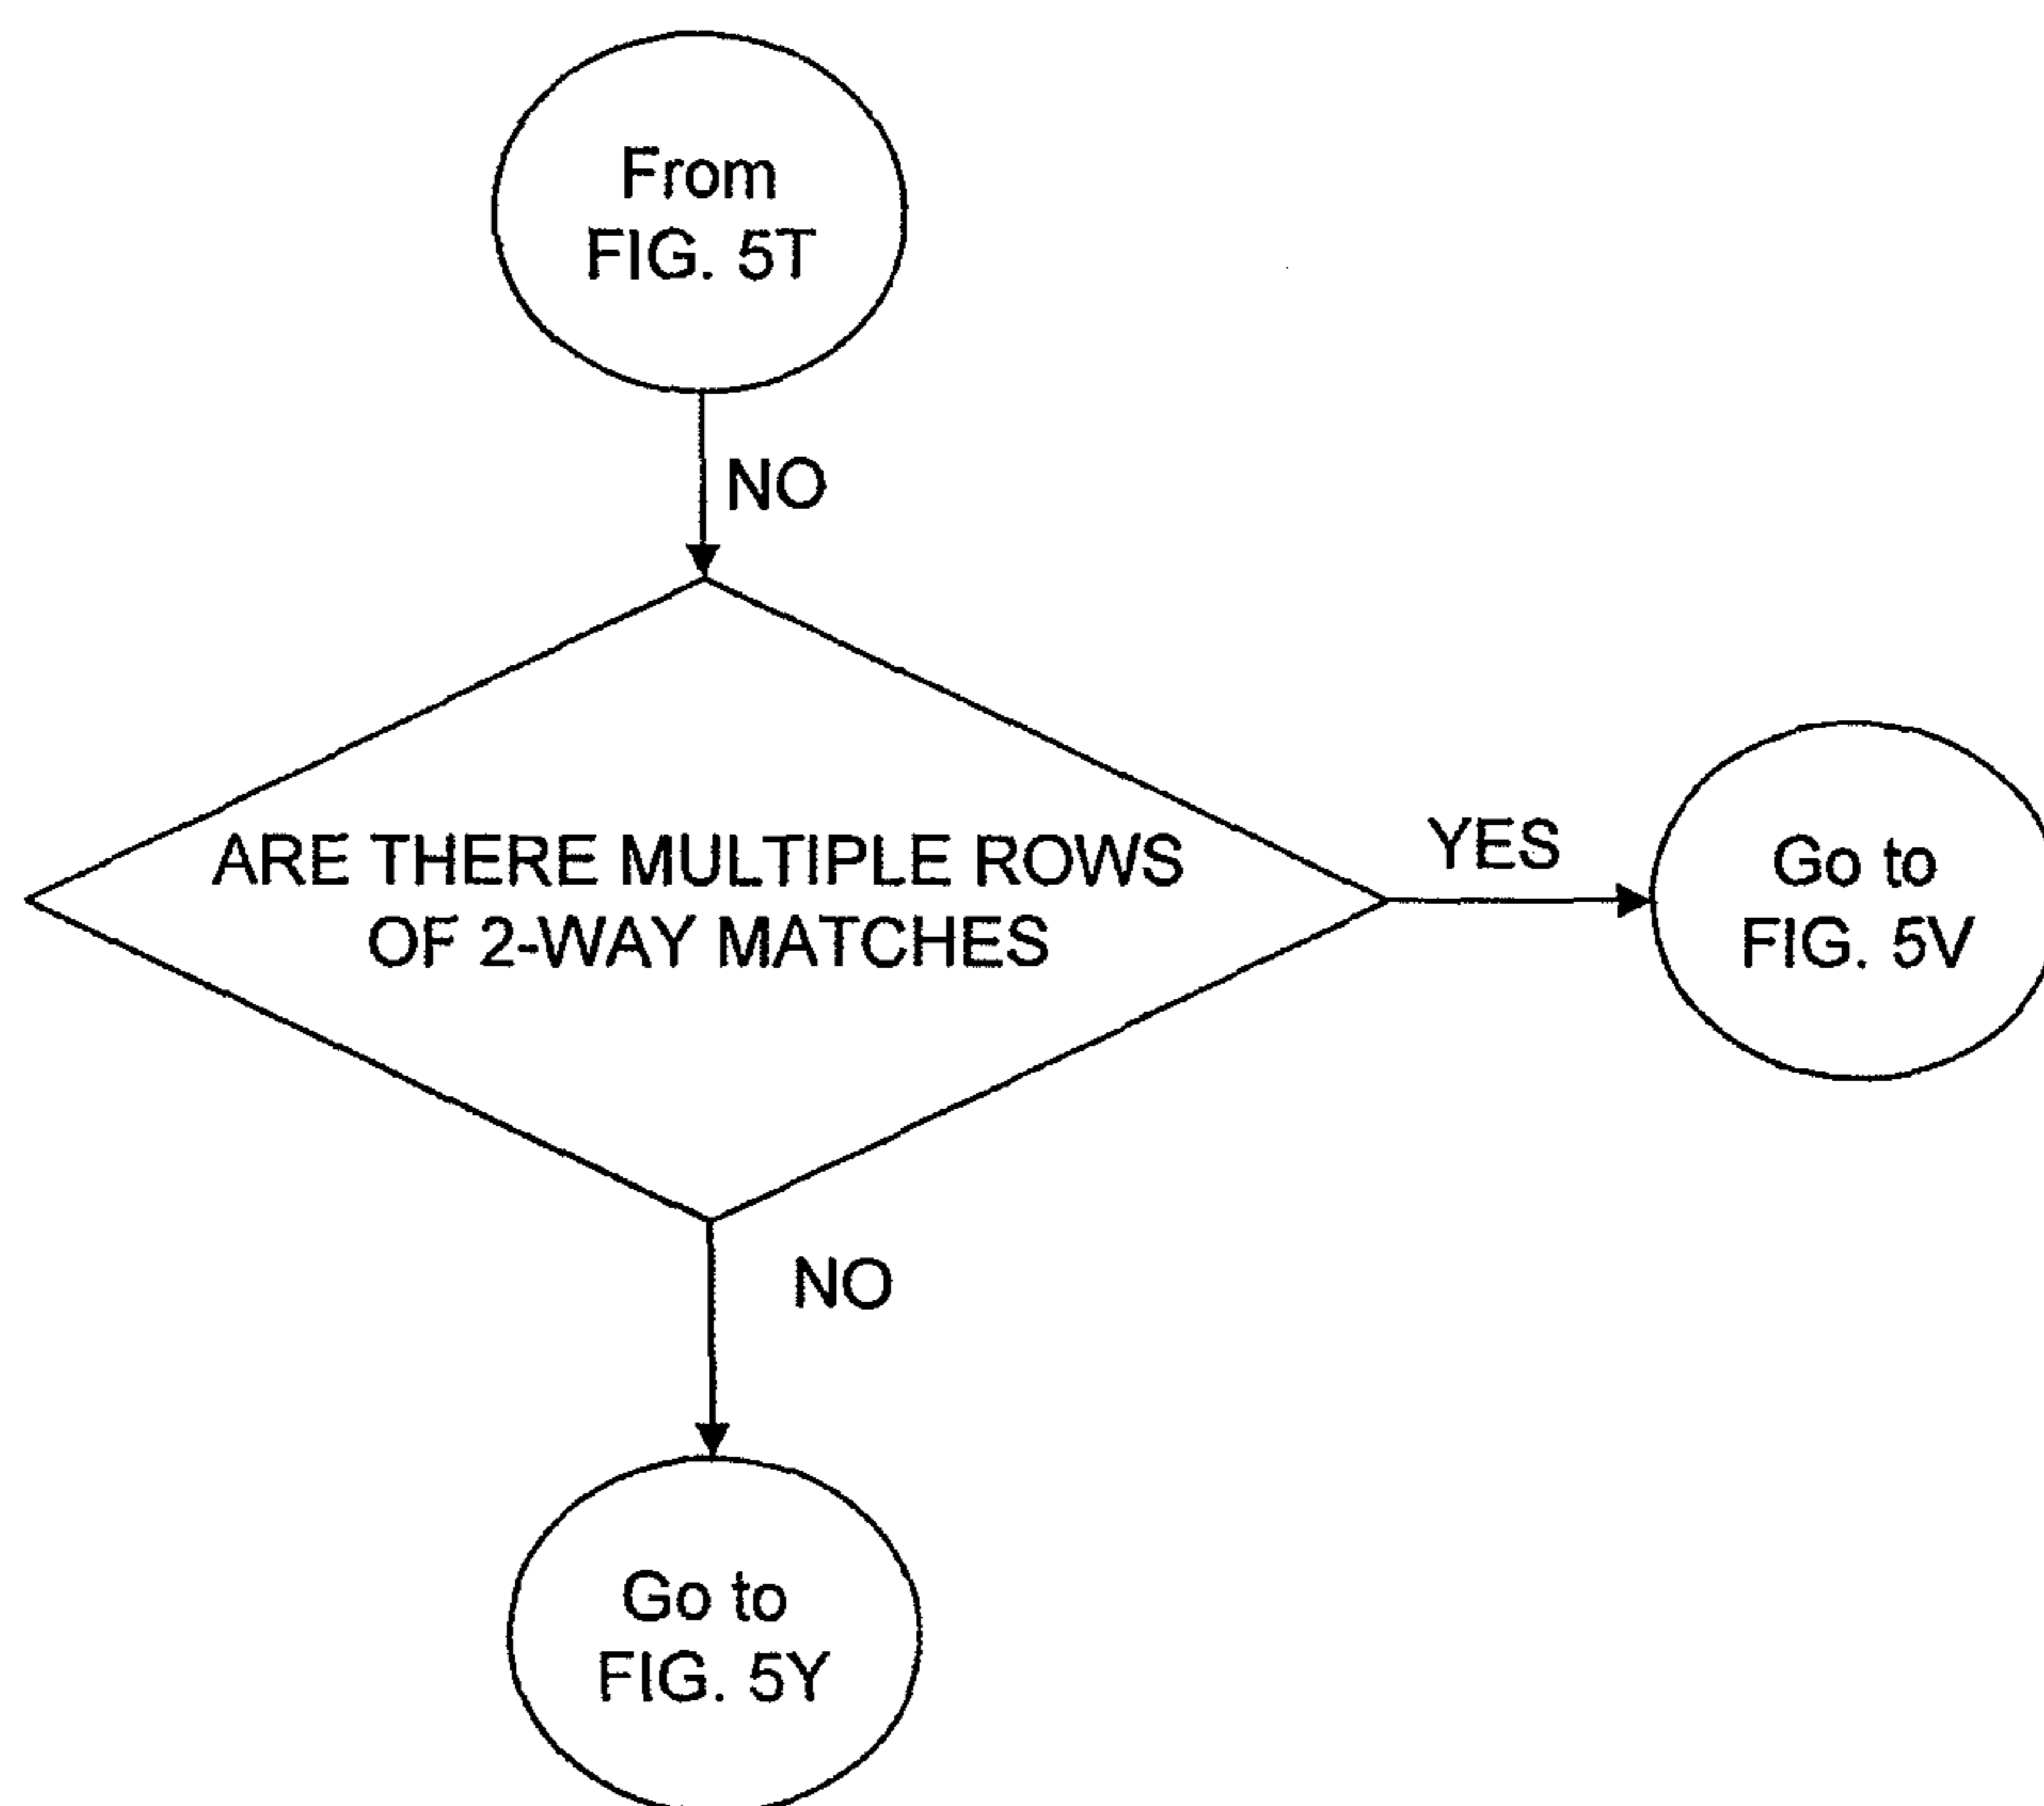 From
FIG. 5T
NO
ARE THERE MULTIPLE ROWS
OF 2-WAY MATCHES
YES
Go to
FIG. 5V
NO
Go to
FIG. 5Y